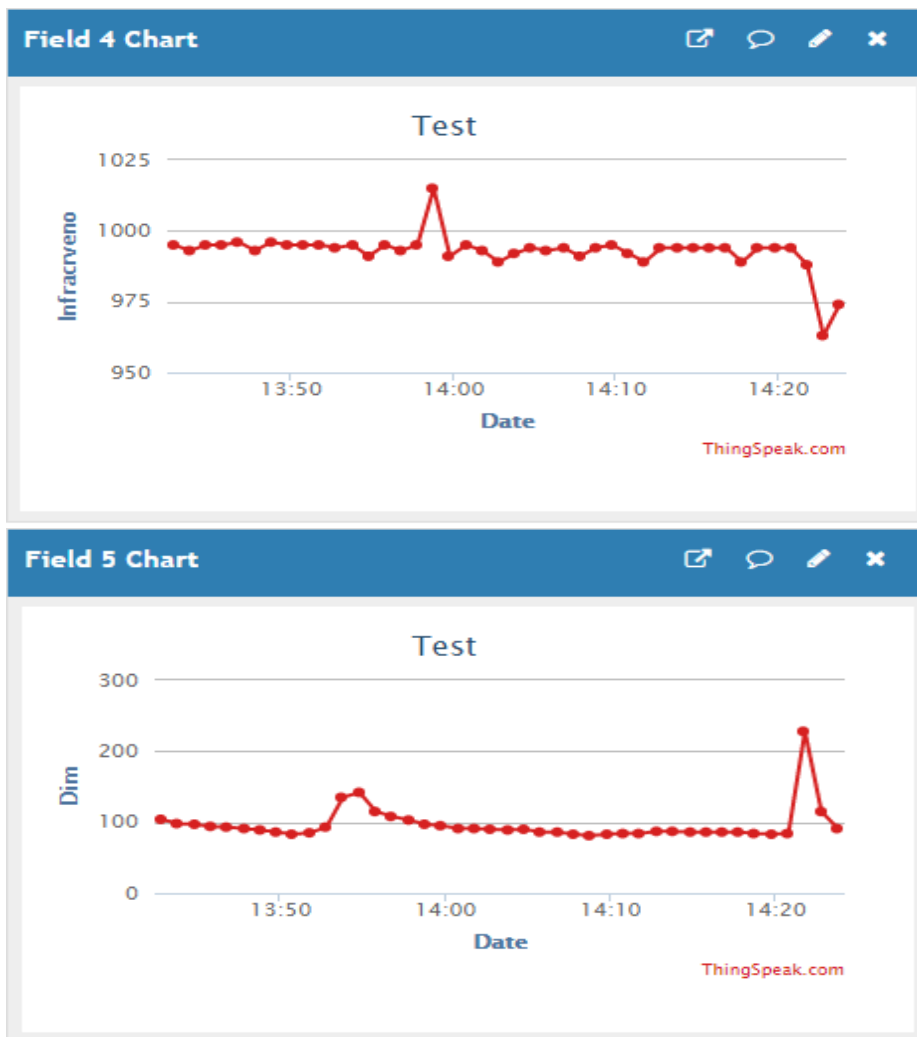 Field 4 Chart
Test
1025
1000
975
950
Infracrveno
13:50 14:00 14:10 14:20
Date
ThingSpeak.com
Field 5 Chart
Test
300
200
100
0
Dim
13:50 14:00 14:10 14:20
Date
ThingSpeak.com